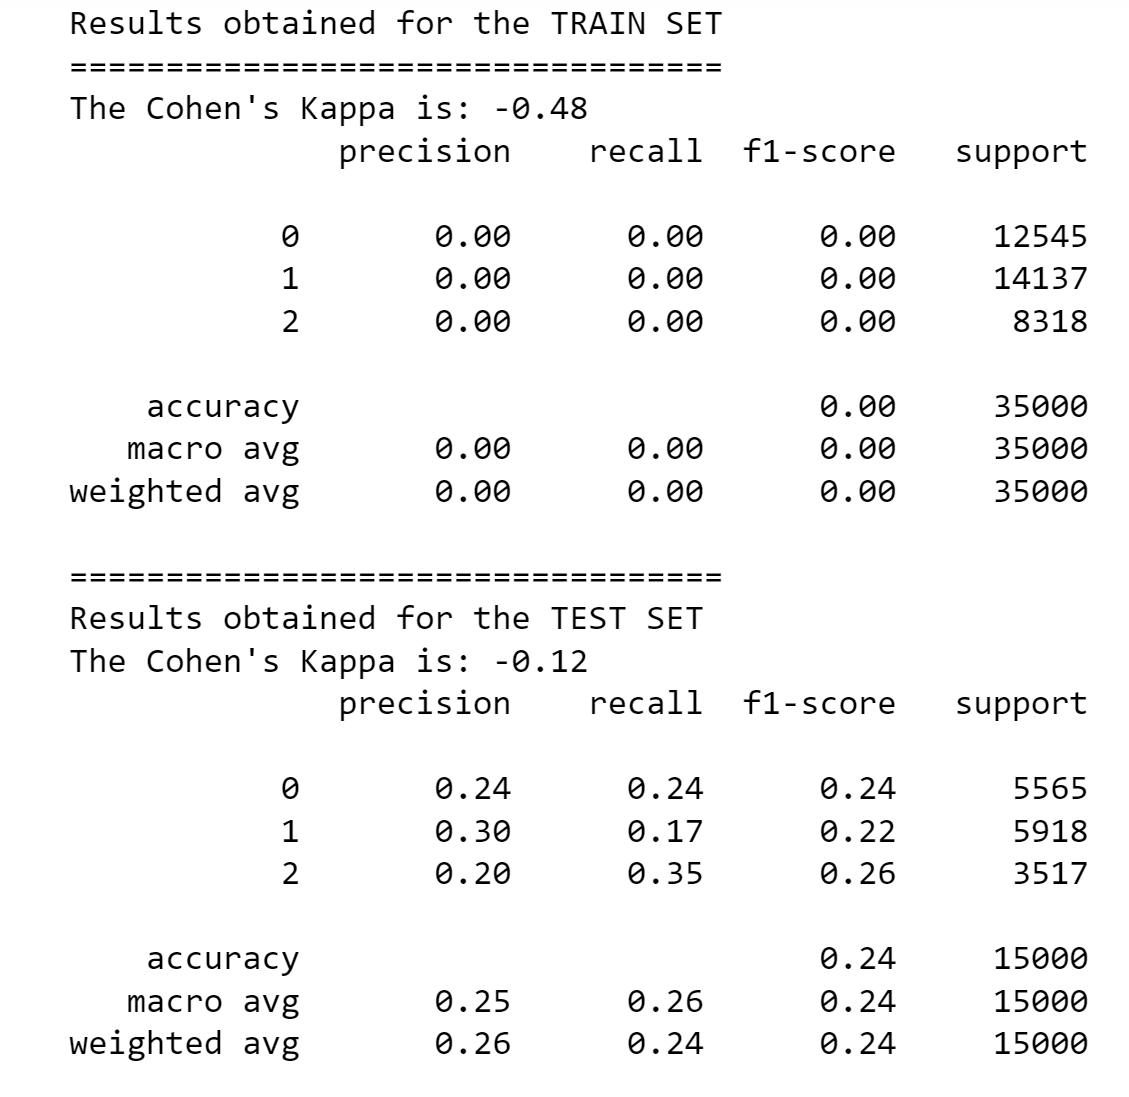 Results obtained for the TRAIN SET
==================================
The Cohen's Kappa is: -0.48
              precision    recall  f1-score   support

           0       0.00      0.00      0.00     12545
           1       0.00      0.00      0.00     14137
           2       0.00      0.00      0.00      8318

    accuracy                           0.00     35000
   macro avg       0.00      0.00      0.00     35000
weighted avg       0.00      0.00      0.00     35000

==================================
Results obtained for the TEST SET
The Cohen's Kappa is: -0.12
              precision    recall  f1-score   support

           0       0.24      0.24      0.24      5565
           1       0.30      0.17      0.22      5918
           2       0.20      0.35      0.26      3517

    accuracy                           0.24     15000
   macro avg       0.25      0.26      0.24     15000
weighted avg       0.26      0.24      0.24     15000